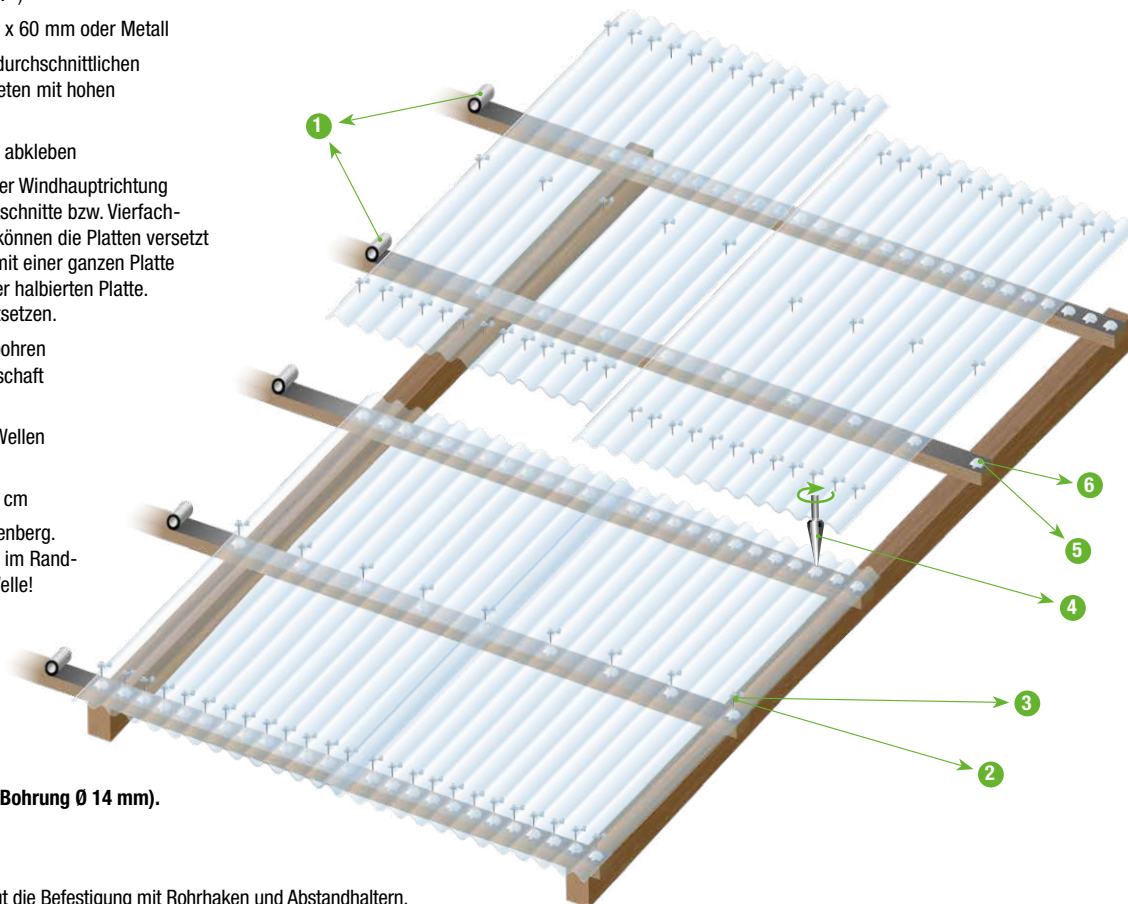 x 60 mm oder Metall
durchschnittlichen
eten mit hohen
abkleben
er Windhauptrichtung
schnitte bzw. Vierfach-
können die Platten versetzt
mit einer ganzen Platte
er halbierten Platte.
tsetzen.
ohren
schaft
Wellen
cm
enberg.
im Rand-
Welle!
Bohrung Ø 14 mm).
t die Befestigung mit Rohrhaken und Abstandhaltern.
1
6
5
4
3
2